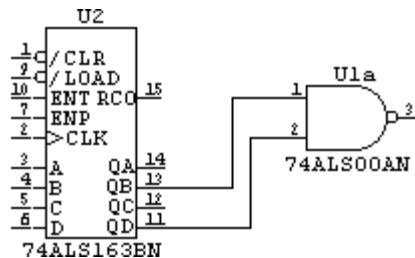 U2
1 /CLR
9 /LOAD
10 ENT RCO 15
7 ENP
2 >CLK
3 A QA 14
4 B QB 13
5 C QC 12
6 D QD 11
74ALS163BN
U1a
1
2
3
74ALS00AN